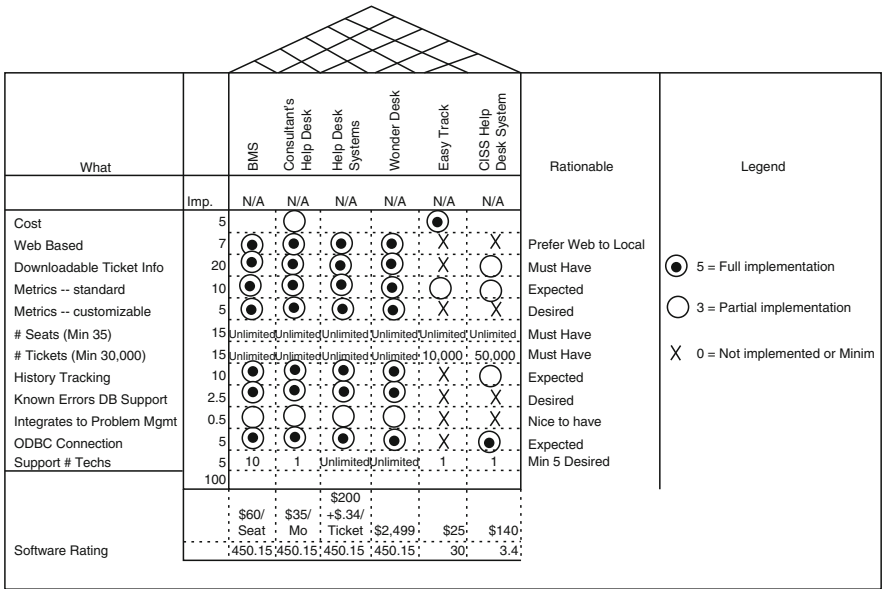 What
BMS
Consultant's
Help Desk
Help Desk
Systems
Wonder Desk
Easy Track
CISS Help
Desk System
Rationable
Legend
Imp. N/A N/A N/A N/A N/A N/A
Cost 5
Web Based 7 X X Prefer Web to Local
Downloadable Ticket Info 20 X Must Have
Metrics -- standard 10 Expected
Metrics -- customizable 5 X X Desired
# Seats (Min 35) 15 Unlimited Unlimited Unlimited Unlimited Unlimited Unlimited Must Have
# Tickets (Min 30,000) 15 Unlimited Unlimited Unlimited Unlimited 10,000 50,000 Must Have
History Tracking 10 X Expected
Known Errors DB Support 2.5 X X Desired
Integrates to Problem Mgmt 0.5 X X Nice to have
ODBC Connection 5 X Expected
Support # Techs 5 10 1 Unlimited Unlimited 1 1 Min 5 Desired
100
5 = Full implementation
3 = Partial implementation
X 0 = Not implemented or Minim
$60/
Seat
$35/
Mo
$200
+$.34/
Ticket
$2,499
$25
$140
Software Rating 450.15 450.15 450.15 450.15 30 3.4